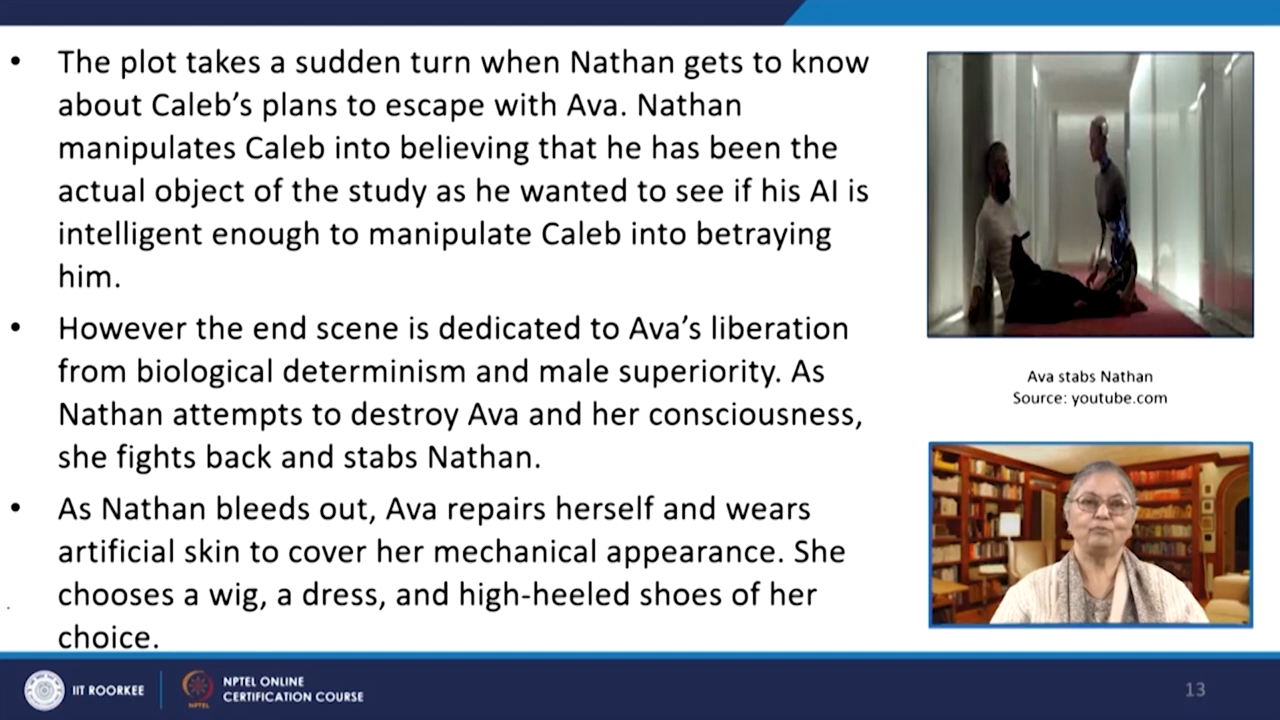 • The plot takes a sudden turn when Nathan gets to know
about Caleb’s plans to escape with Ava. Nathan
manipulates Caleb into believing that he has been the
actual object of the study as he wanted to see if his AI is
intelligent enough to manipulate Caleb into betraying
him.
• However the end scene is dedicated to Ava’s liberation
from biological determinism and male superiority. As
Nathan attempts to destroy Ava and her consciousness,
she fights back and stabs Nathan.
• As Nathan bleeds out, Ava repairs herself and wears
artificial skin to cover her mechanical appearance. She
chooses a wig, a dress, and high-heeled shoes of her
choice.
Ava stabs Nathan
Source: youtube.com
IIT ROORKEE
NPTEL
NPTEL ONLINE
CERTIFICATION COURSE
13